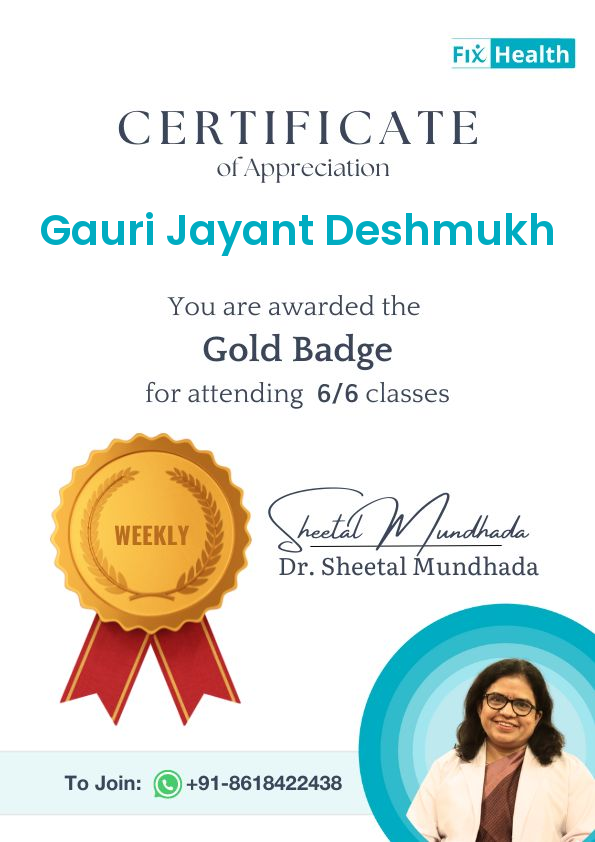 Fix Health
CERTIFICATE
of Appreciation
Gauri Jayant Deshmukh
You are awarded the
Gold Badge
for attending 6/6 classes
WEEKLY
Sheetal Mundhada
Dr. Sheetal Mundhada
To Join: +91-8618422438